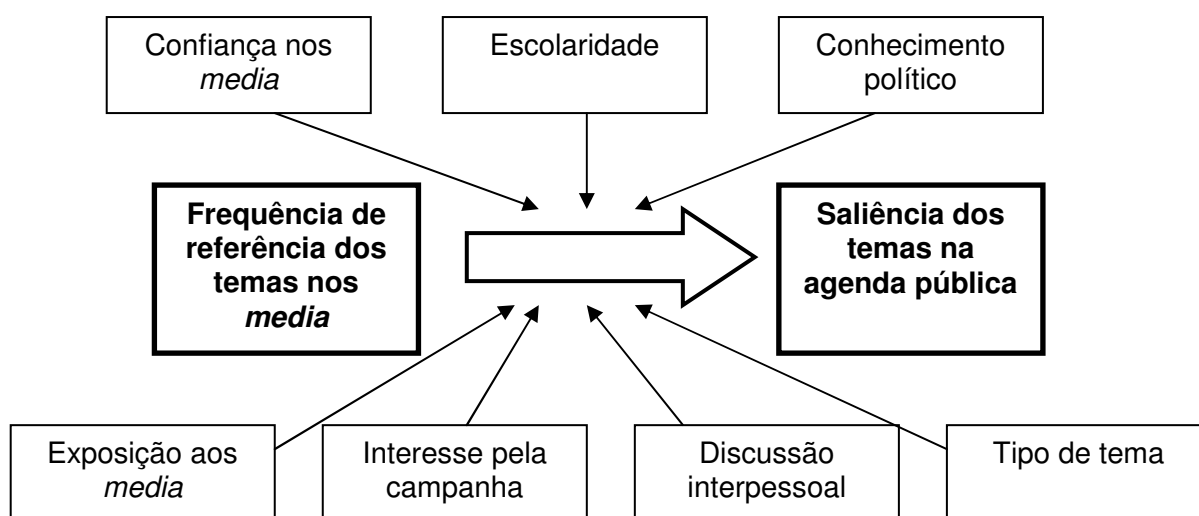 Confiança nos
media
Escolaridade
Conhecimento
político
Frequência de
referência dos
temas nos
media
Saliência dos
temas na
agenda pública
Exposição aos
media
Interesse pela
campanha
Discussão
interpessoal
Tipo de tema